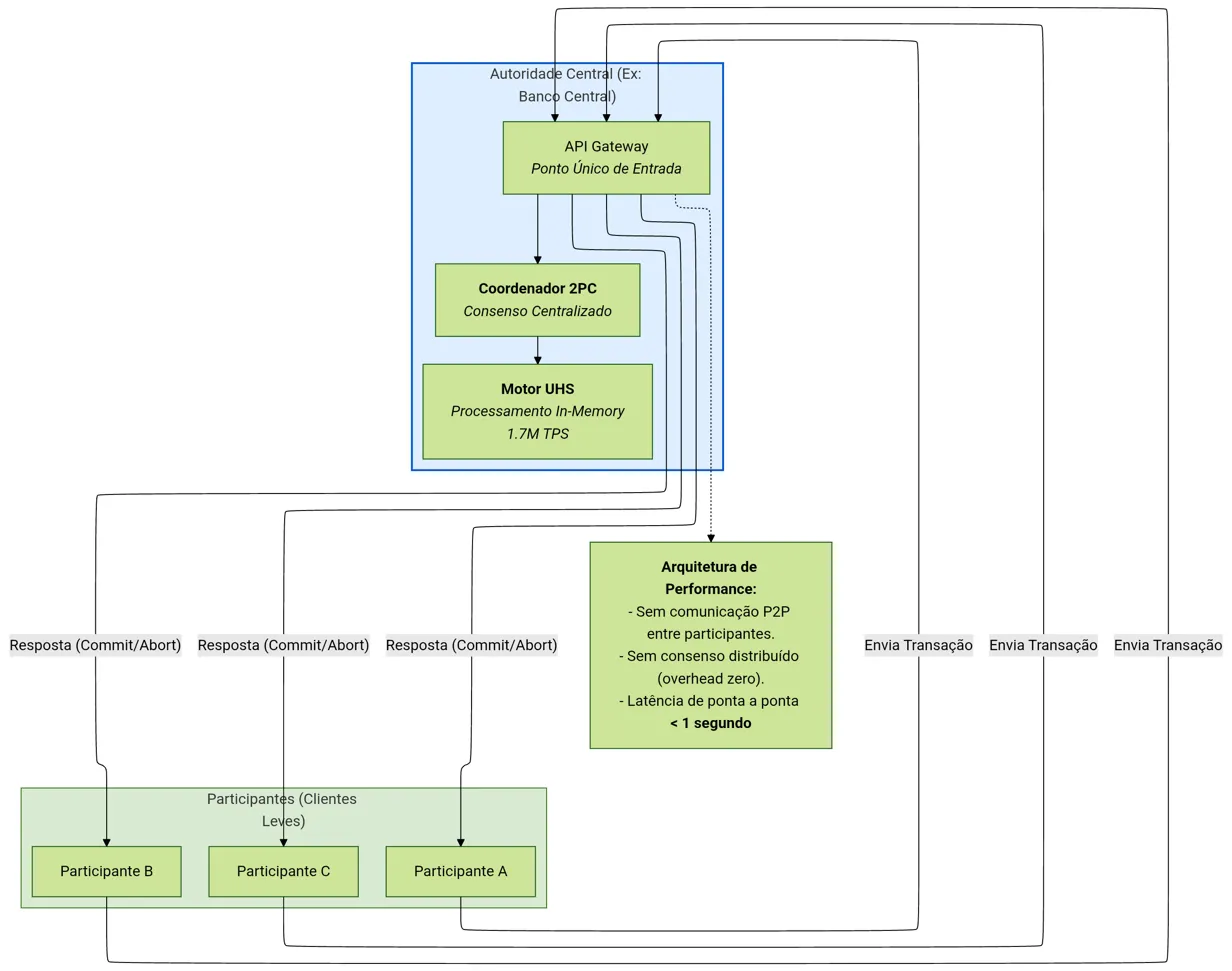 Autoridade Central (Ex:
Banco Central)
API Gateway
Ponto Único de Entrada
Coordenador 2PC
Consenso Centralizado
Motor UHS
Processamento In-Memory
1.7M TPS
Arquitetura de
Performance:
- Sem comunicação P2P
entre participantes.
- Sem consenso distribuído
(overhead zero).
- Latência de ponta a ponta
< 1 segundo
Resposta (Commit/Abort)
Resposta (Commit/Abort)
Resposta (Commit/Abort)
Envia Transação
Envia Transação
Envia Transação
Participantes (Clientes
Leves)
Participante B
Participante C
Participante A